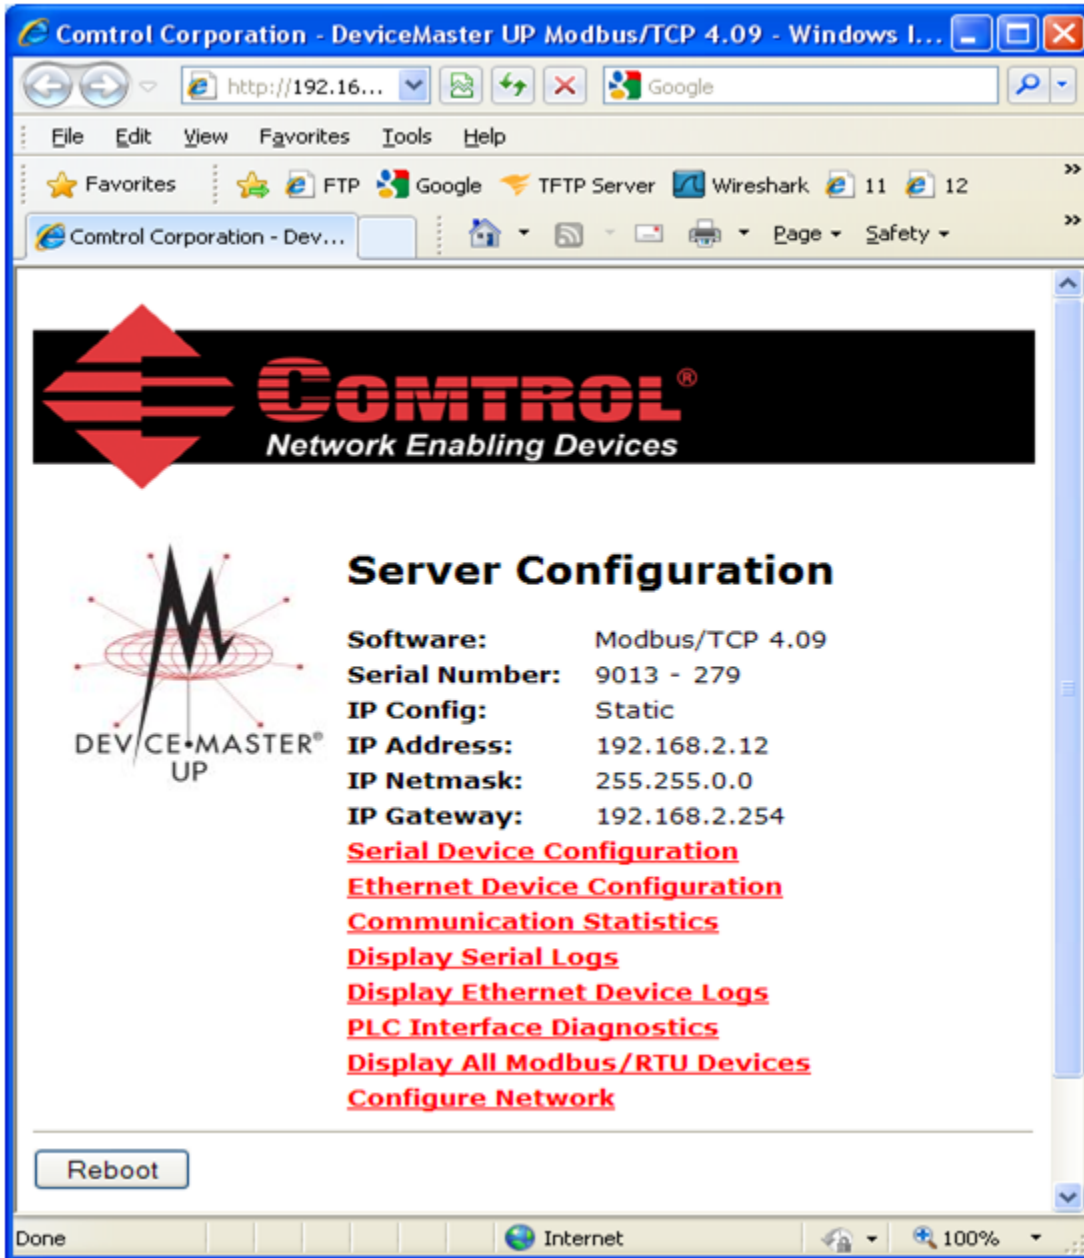 Comtrol Corporation - DeviceMaster UP Modbus/TCP 4.09 - Windows I...
http://192.16...
Google
File Edit View Favorites Tools Help
Favorites FTP Google TFTP Server Wireshark 11 12 »
Comtrol Corporation - Dev... Page Safety »
COMTROL®
Network Enabling Devices
DEVICE•MASTER®
UP
Server Configuration
Software: Modbus/TCP 4.09
Serial Number: 9013 - 279
IP Config: Static
IP Address: 192.168.2.12
IP Netmask: 255.255.0.0
IP Gateway: 192.168.2.254
Serial Device Configuration
Ethernet Device Configuration
Communication Statistics
Display Serial Logs
Display Ethernet Device Logs
PLC Interface Diagnostics
Display All Modbus/RTU Devices
Configure Network
Reboot
Done Internet 100%